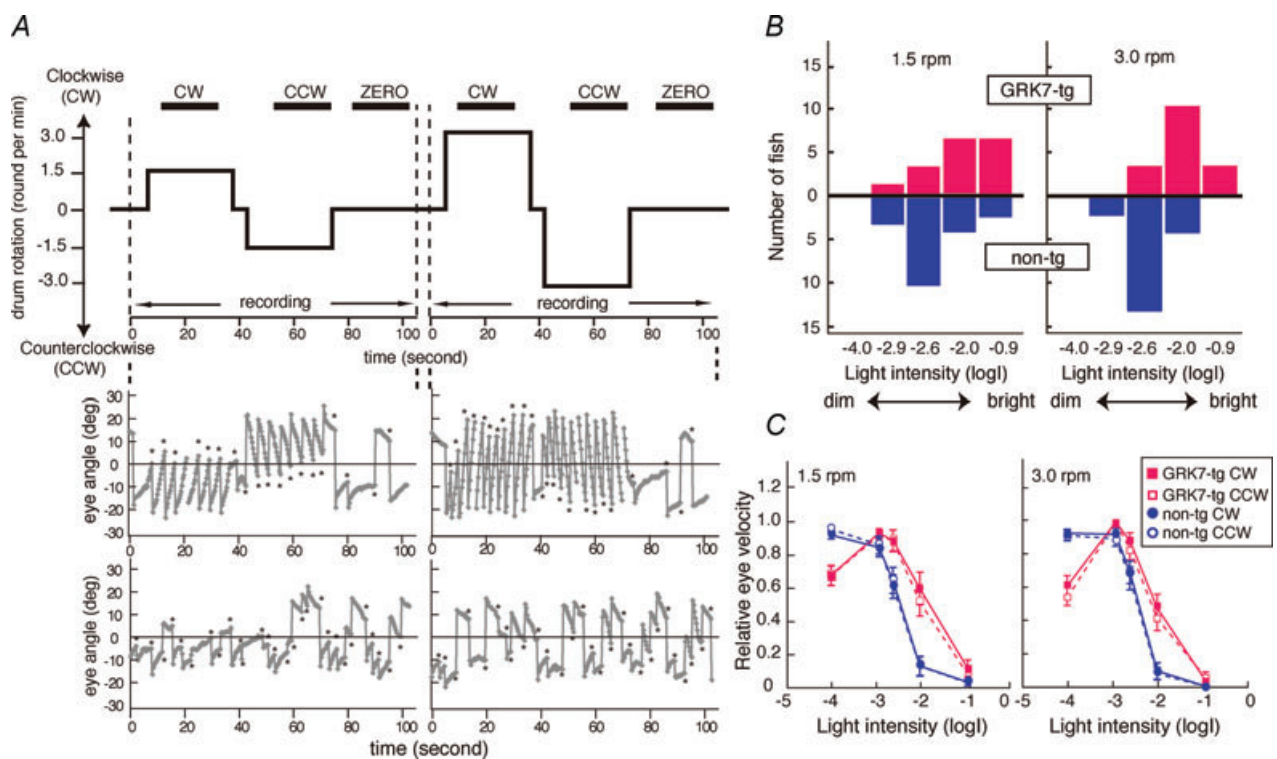 A
Clockwise
(CW)
CW CCW ZERO CW CCW ZERO
drum rotation (round per min)
3.0
1.5
0
-1.5
-3.0
recording recording
0 20 40 60 80 100 0 20 40 60 80 100
time (second)
Counterclockwise
(CCW)
eye angle (deg)
30
20
10
0
-10
-20
-30
0 20 40 60 80 100 0 20 40 60 80 100
eye angle (deg)
30
20
10
0
-10
-20
-30
0 20 40 60 80 100 0 20 40 60 80 100
time (second)
B
1.5 rpm 3.0 rpm
GRK7-tg
non-tg
Number of fish
15
10
5
0
5
10
15
-4.0 -2.9 -2.6 -2.0 -0.9 -4.0 -2.9 -2.6 -2.0 -0.9
Light intensity (logI) Light intensity (logI)
dim bright dim bright
C
1.5 rpm 3.0 rpm
GRK7-tg CW
GRK7-tg CCW
non-tg CW
non-tg CCW
Relative eye velocity
1.2
1.0
0.8
0.6
0.4
0.2
0
-5 -4 -3 -2 -1 0 -5 -4 -3 -2 -1 0
Light intensity (logI) Light intensity (logI)